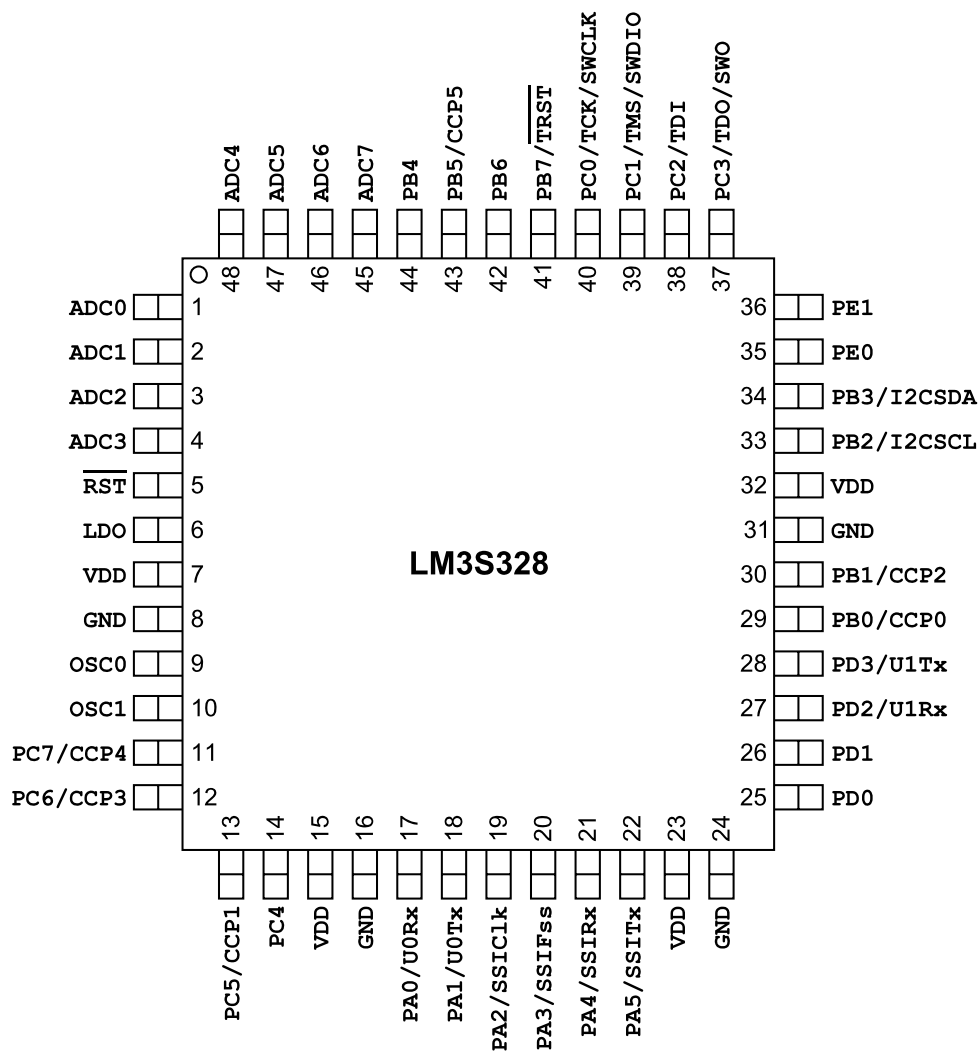 ADC4
ADC5
ADC6
ADC7
PB4
PB5/CCP5
PB6
PB7/TRST
PC0/TCK/SWCLK
PC1/TMS/SWDIO
PC2/TDI
PC3/TDO/SWO
48
47
46
45
44
43
42
41
40
39
38
37
ADC0 1
ADC1 2
ADC2 3
ADC3 4
RST 5
LDO 6
VDD 7
GND 8
OSC0 9
OSC1 10
PC7/CCP4 11
PC6/CCP3 12
LM3S328
36 PE1
35 PE0
34 PB3/I2CSDA
33 PB2/I2CSCL
32 VDD
31 GND
30 PB1/CCP2
29 PB0/CCP0
28 PD3/U1Tx
27 PD2/U1Rx
26 PD1
25 PD0
13
14
15
16
17
18
19
20
21
22
23
24
PC5/CCP1
PC4
VDD
GND
PA0/U0Rx
PA1/U0Tx
PA2/SSIClk
PA3/SSIFss
PA4/SSIRx
PA5/SSITx
VDD
GND